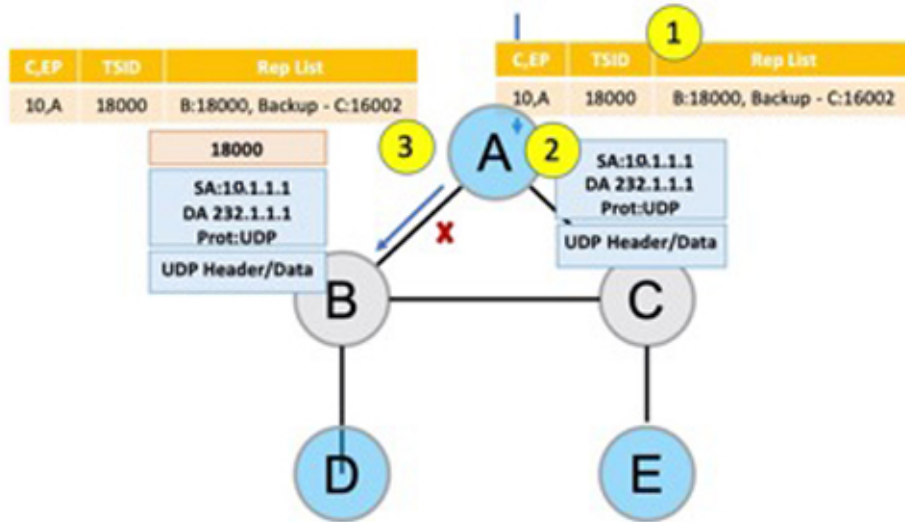 1
C,EP TSID Rep List
10,A 18000 B:18000, Backup - C:16002
C,EP TSID Rep List
10,A 18000 B:18000, Backup - C:16002
18000
SA:10.1.1.1
DA 232.1.1.1
Prot:UDP
UDP Header/Data
3
A
2
SA:10.1.1.1
DA 232.1.1.1
Prot:UDP
UDP Header/Data
X
B
C
D
E